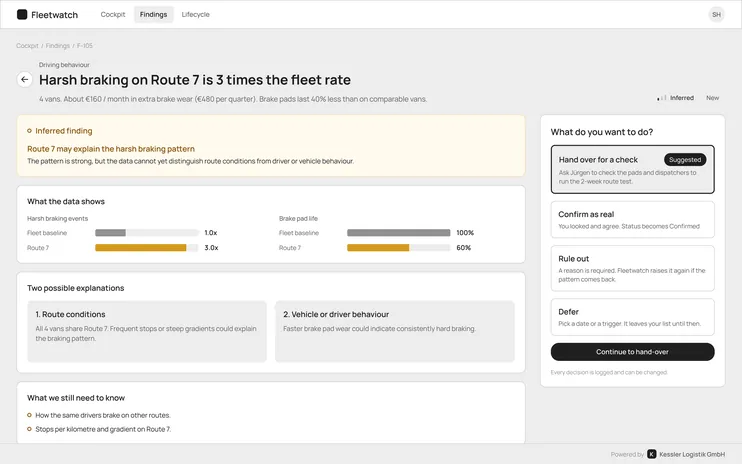 Fleetwatch
Cockpit
Findings
Lifecycle
SH
Cockpit / Findings / F-105
Driving behaviour
Harsh braking on Route 7 is 3 times the fleet rate
4 vans. About €160 / month in extra brake wear (€480 per quarter). Brake pads last 40% less than on comparable vans.
Inferred
New
Inferred finding
Route 7 may explain the harsh braking pattern
The pattern is strong, but the data cannot yet distinguish route conditions from driver or vehicle behaviour.
What the data shows
Harsh braking events
Fleet baseline
1.0x
Route 7
3.0x
Brake pad life
Fleet baseline
100%
Route 7
60%
Two possible explanations
1. Route conditions
All 4 vans share Route 7. Frequent stops or steep gradients could explain
the braking pattern.
2. Vehicle or driver behaviour
Faster brake pad wear could indicate consistently hard braking.
What we still need to know
How the same drivers brake on other routes.
Stops per kilometre and gradient on Route 7.
What do you want to do?
Hand over for a check
Suggested
Ask Jürgen to check the pads and dispatchers to
run the 2-week route test.
Confirm as real
You looked and agree. Status becomes Confirmed
Rule out
A reason is required. Fleetwatch raises it again if the
pattern comes back.
Defer
Pick a date or a trigger. It leaves your list until then.
Continue to hand-over
Every decision is logged and can be changed.
Powered by
K
Kessler Logistik GmbH